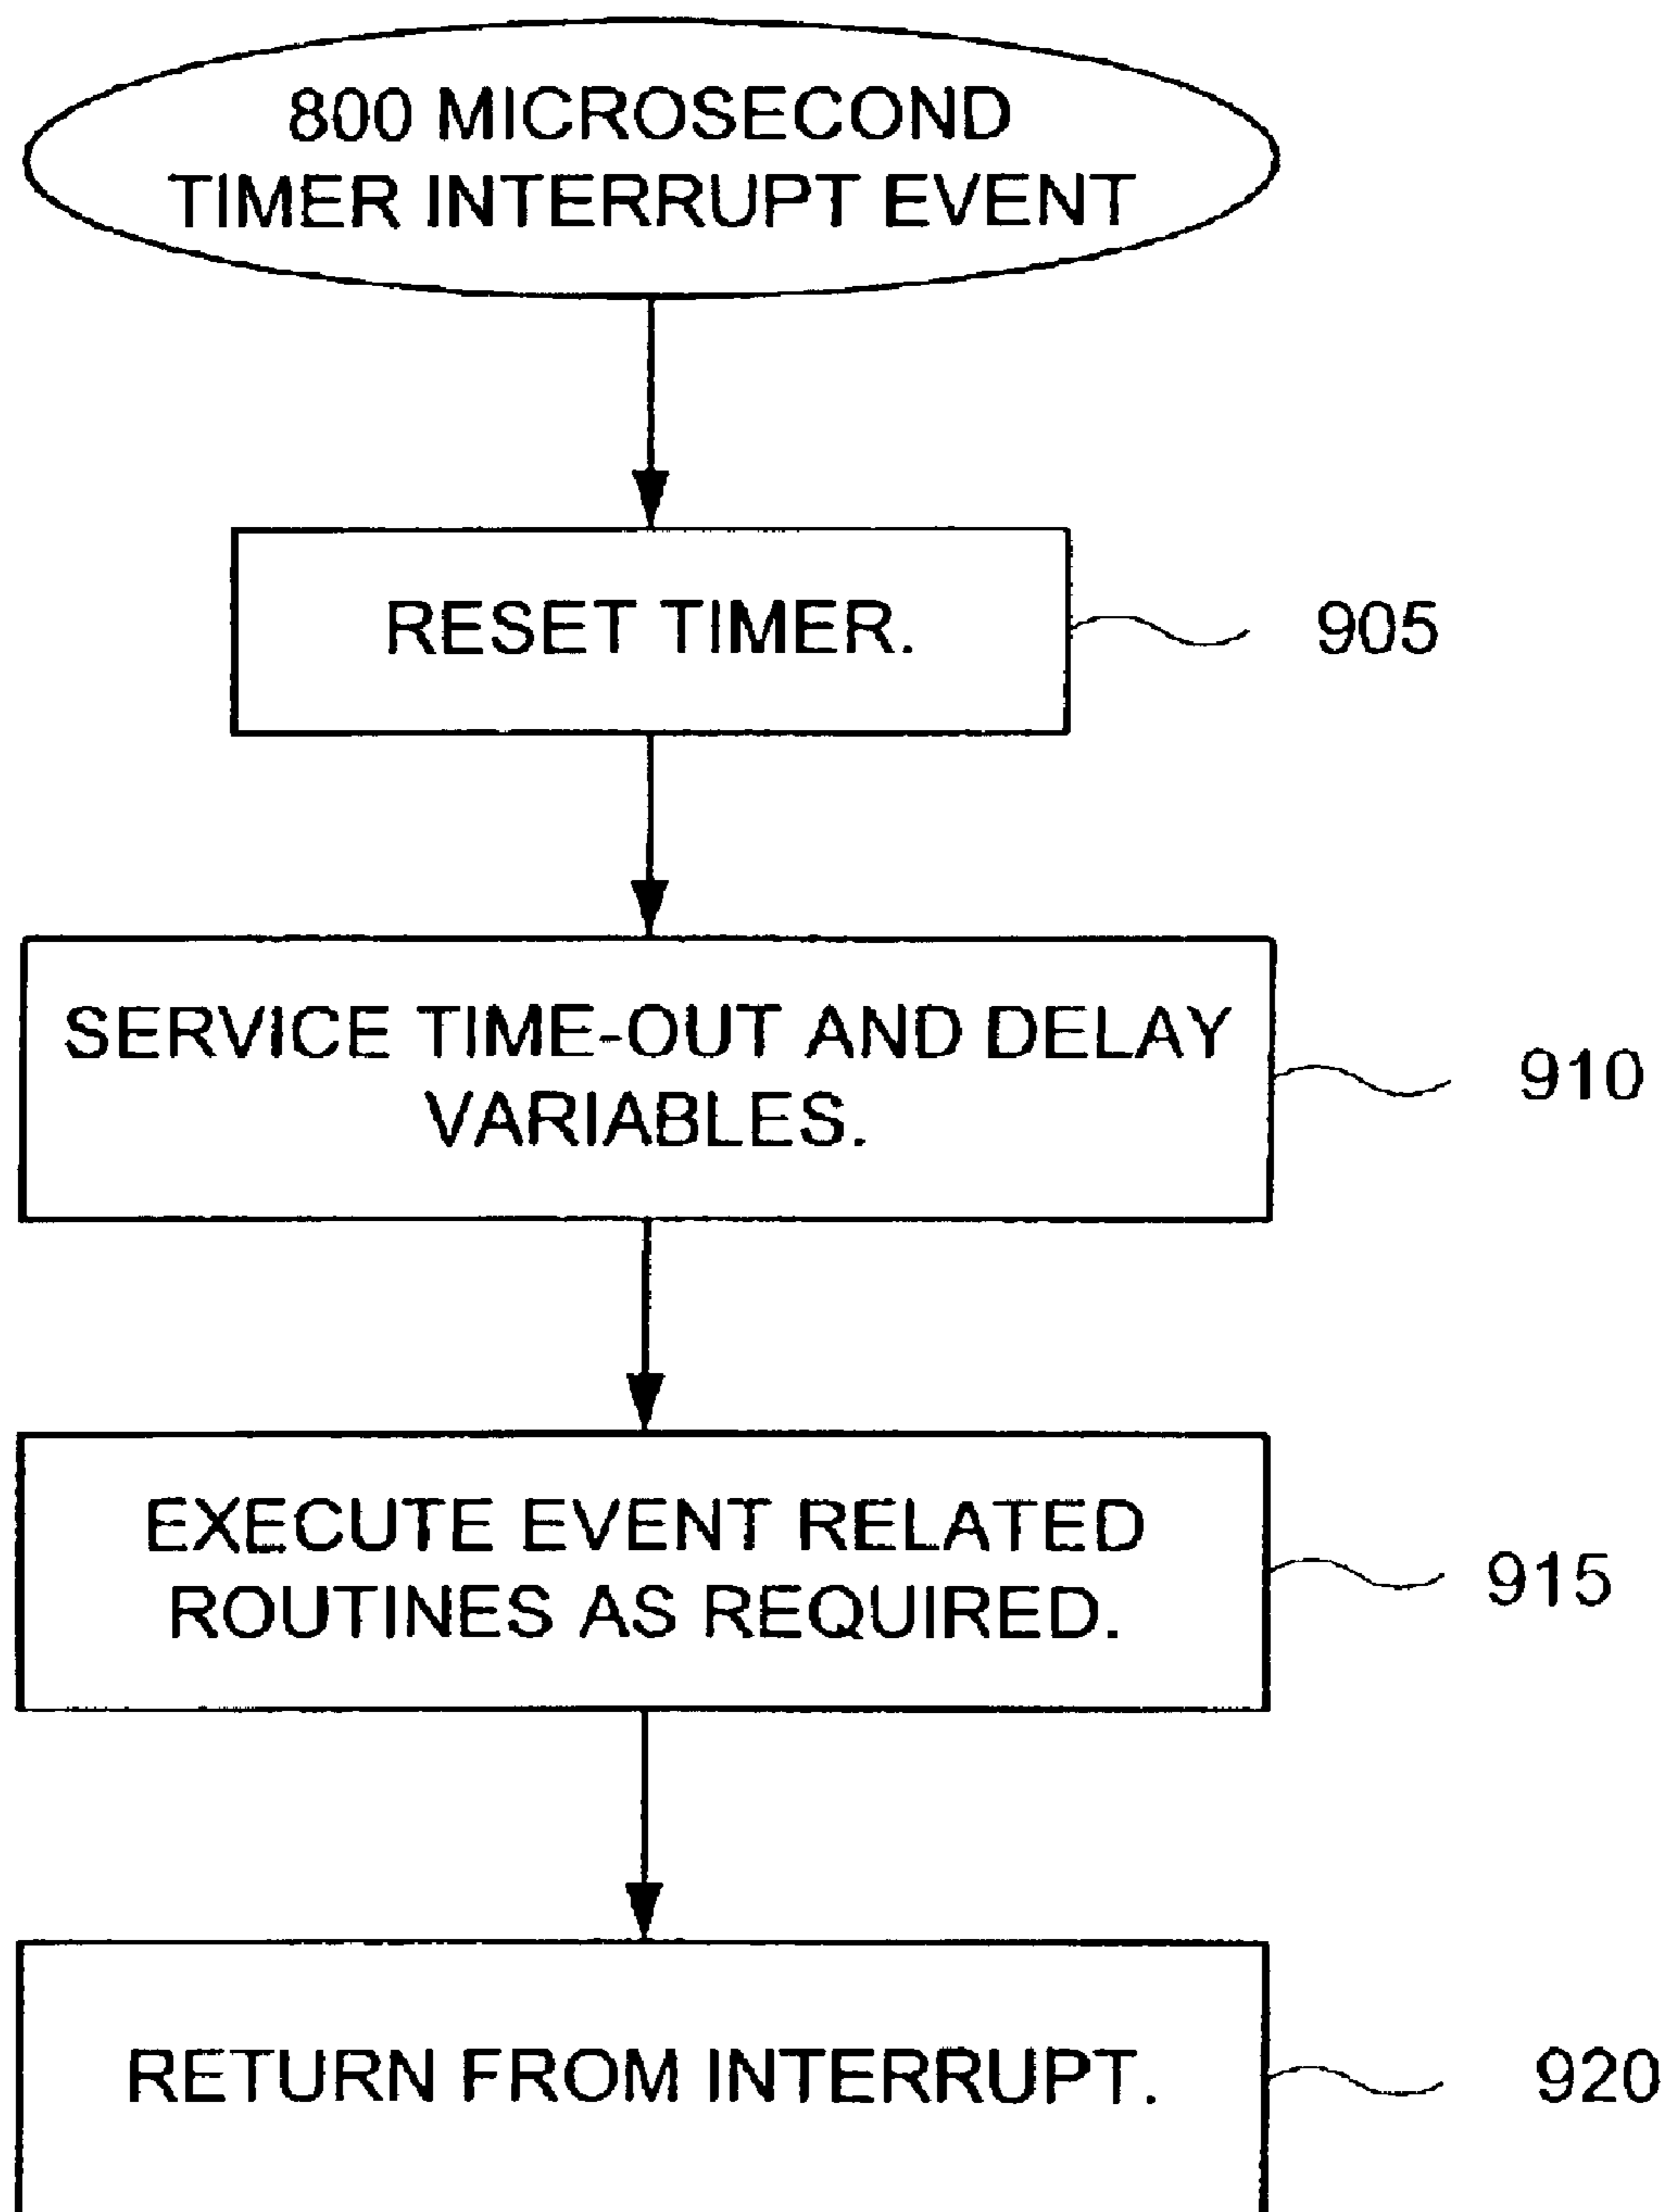 800 MICROSECOND
TIMER INTERRUPT EVENT
RESET TIMER.
905
SERVICE TIME-OUT AND DELAY
VARIABLES.
910
EXECUTE EVENT RELATED
ROUTINES AS REQUIRED.
915
RETURN FROM INTERRUPT.
920